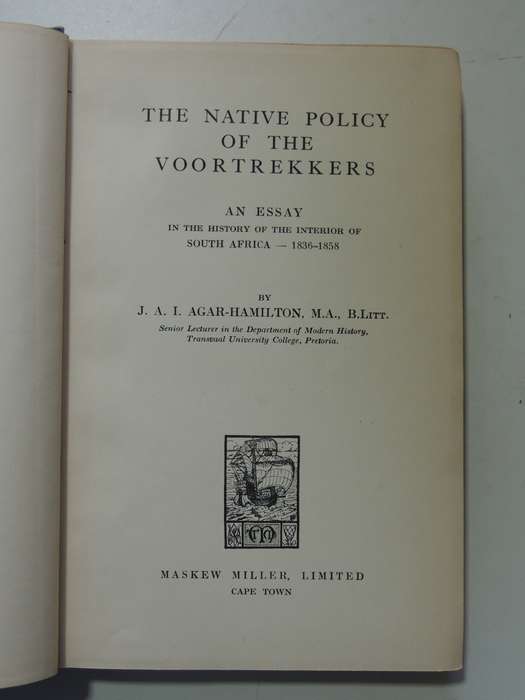 THE NATIVE POLICY
OF THE
VOORTREKKERS
AN ESSAY
IN THE HISTORY OF THE INTERIOR OF
SOUTH AFRICA — 1836–1858
BY
J. A. I. AGAR-HAMILTON, M.A., B.LITT.
Senior Lecturer in the Department of Modern History,
Transvaal University College, Pretoria.
MASKEW MILLER, LIMITED
CAPE TOWN